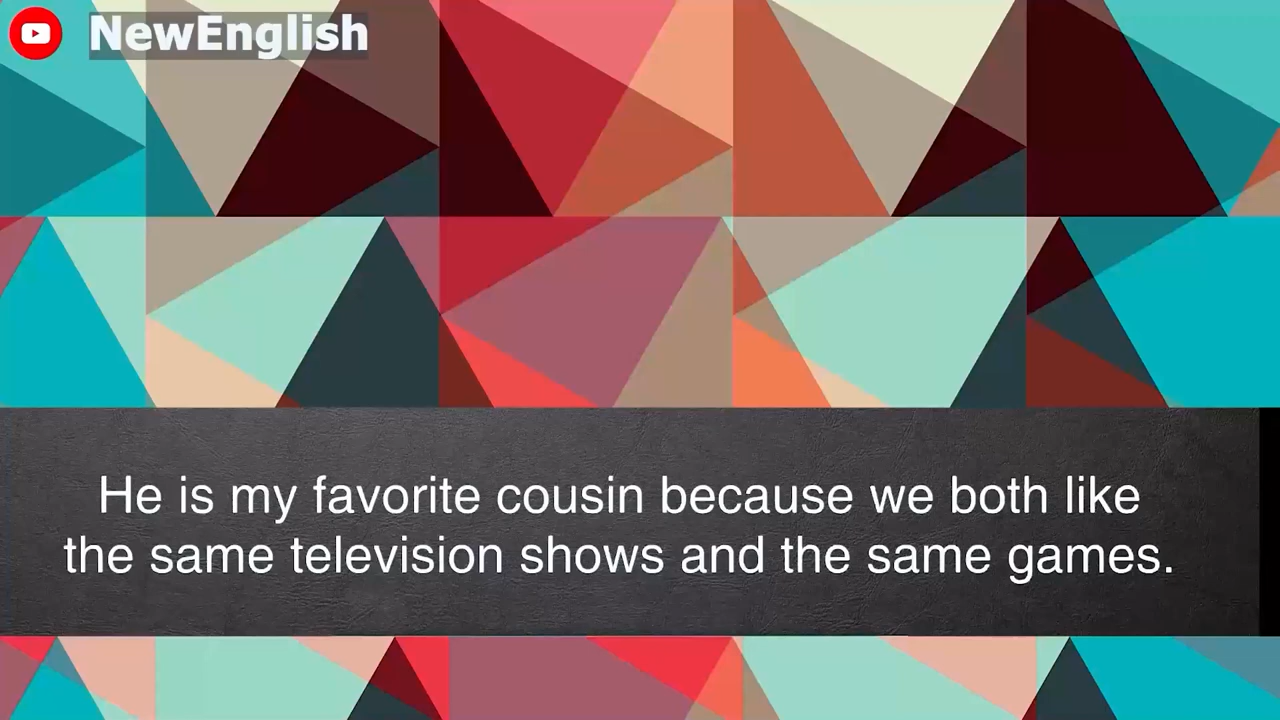 NewEnglish
He is my favorite cousin because we both like
the same television shows and the same games.